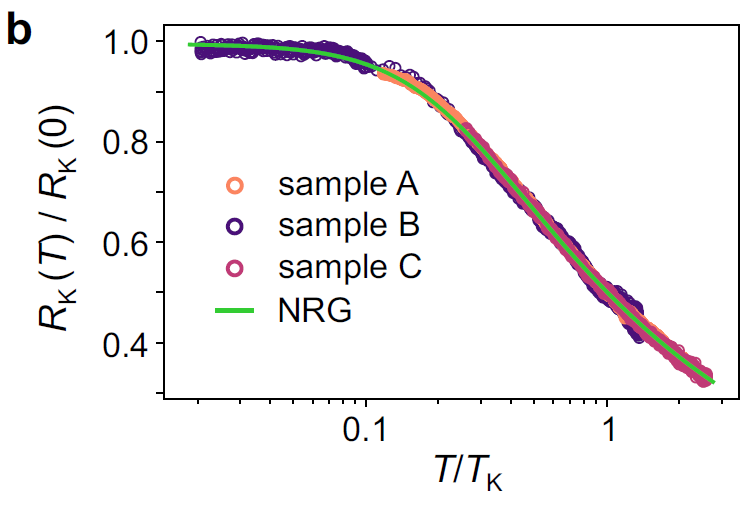 b
R_K(T) / R_K(0)
1.0
0.8
0.6
0.4
sample A
sample B
sample C
NRG
0.1 1
T/T_K